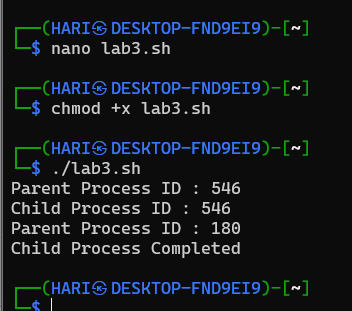 ┌──(HARI㉿DESKTOP-FND9EI9)-[~]
└─$ nano lab3.sh
┌──(HARI㉿DESKTOP-FND9EI9)-[~]
└─$ chmod +x lab3.sh
┌──(HARI㉿DESKTOP-FND9EI9)-[~]
└─$ ./lab3.sh
Parent Process ID : 546
Child Process ID : 546
Parent Process ID : 180
Child Process Completed
┌──(HARI㉿DESKTOP-FND9EI9)-[~]
└─$